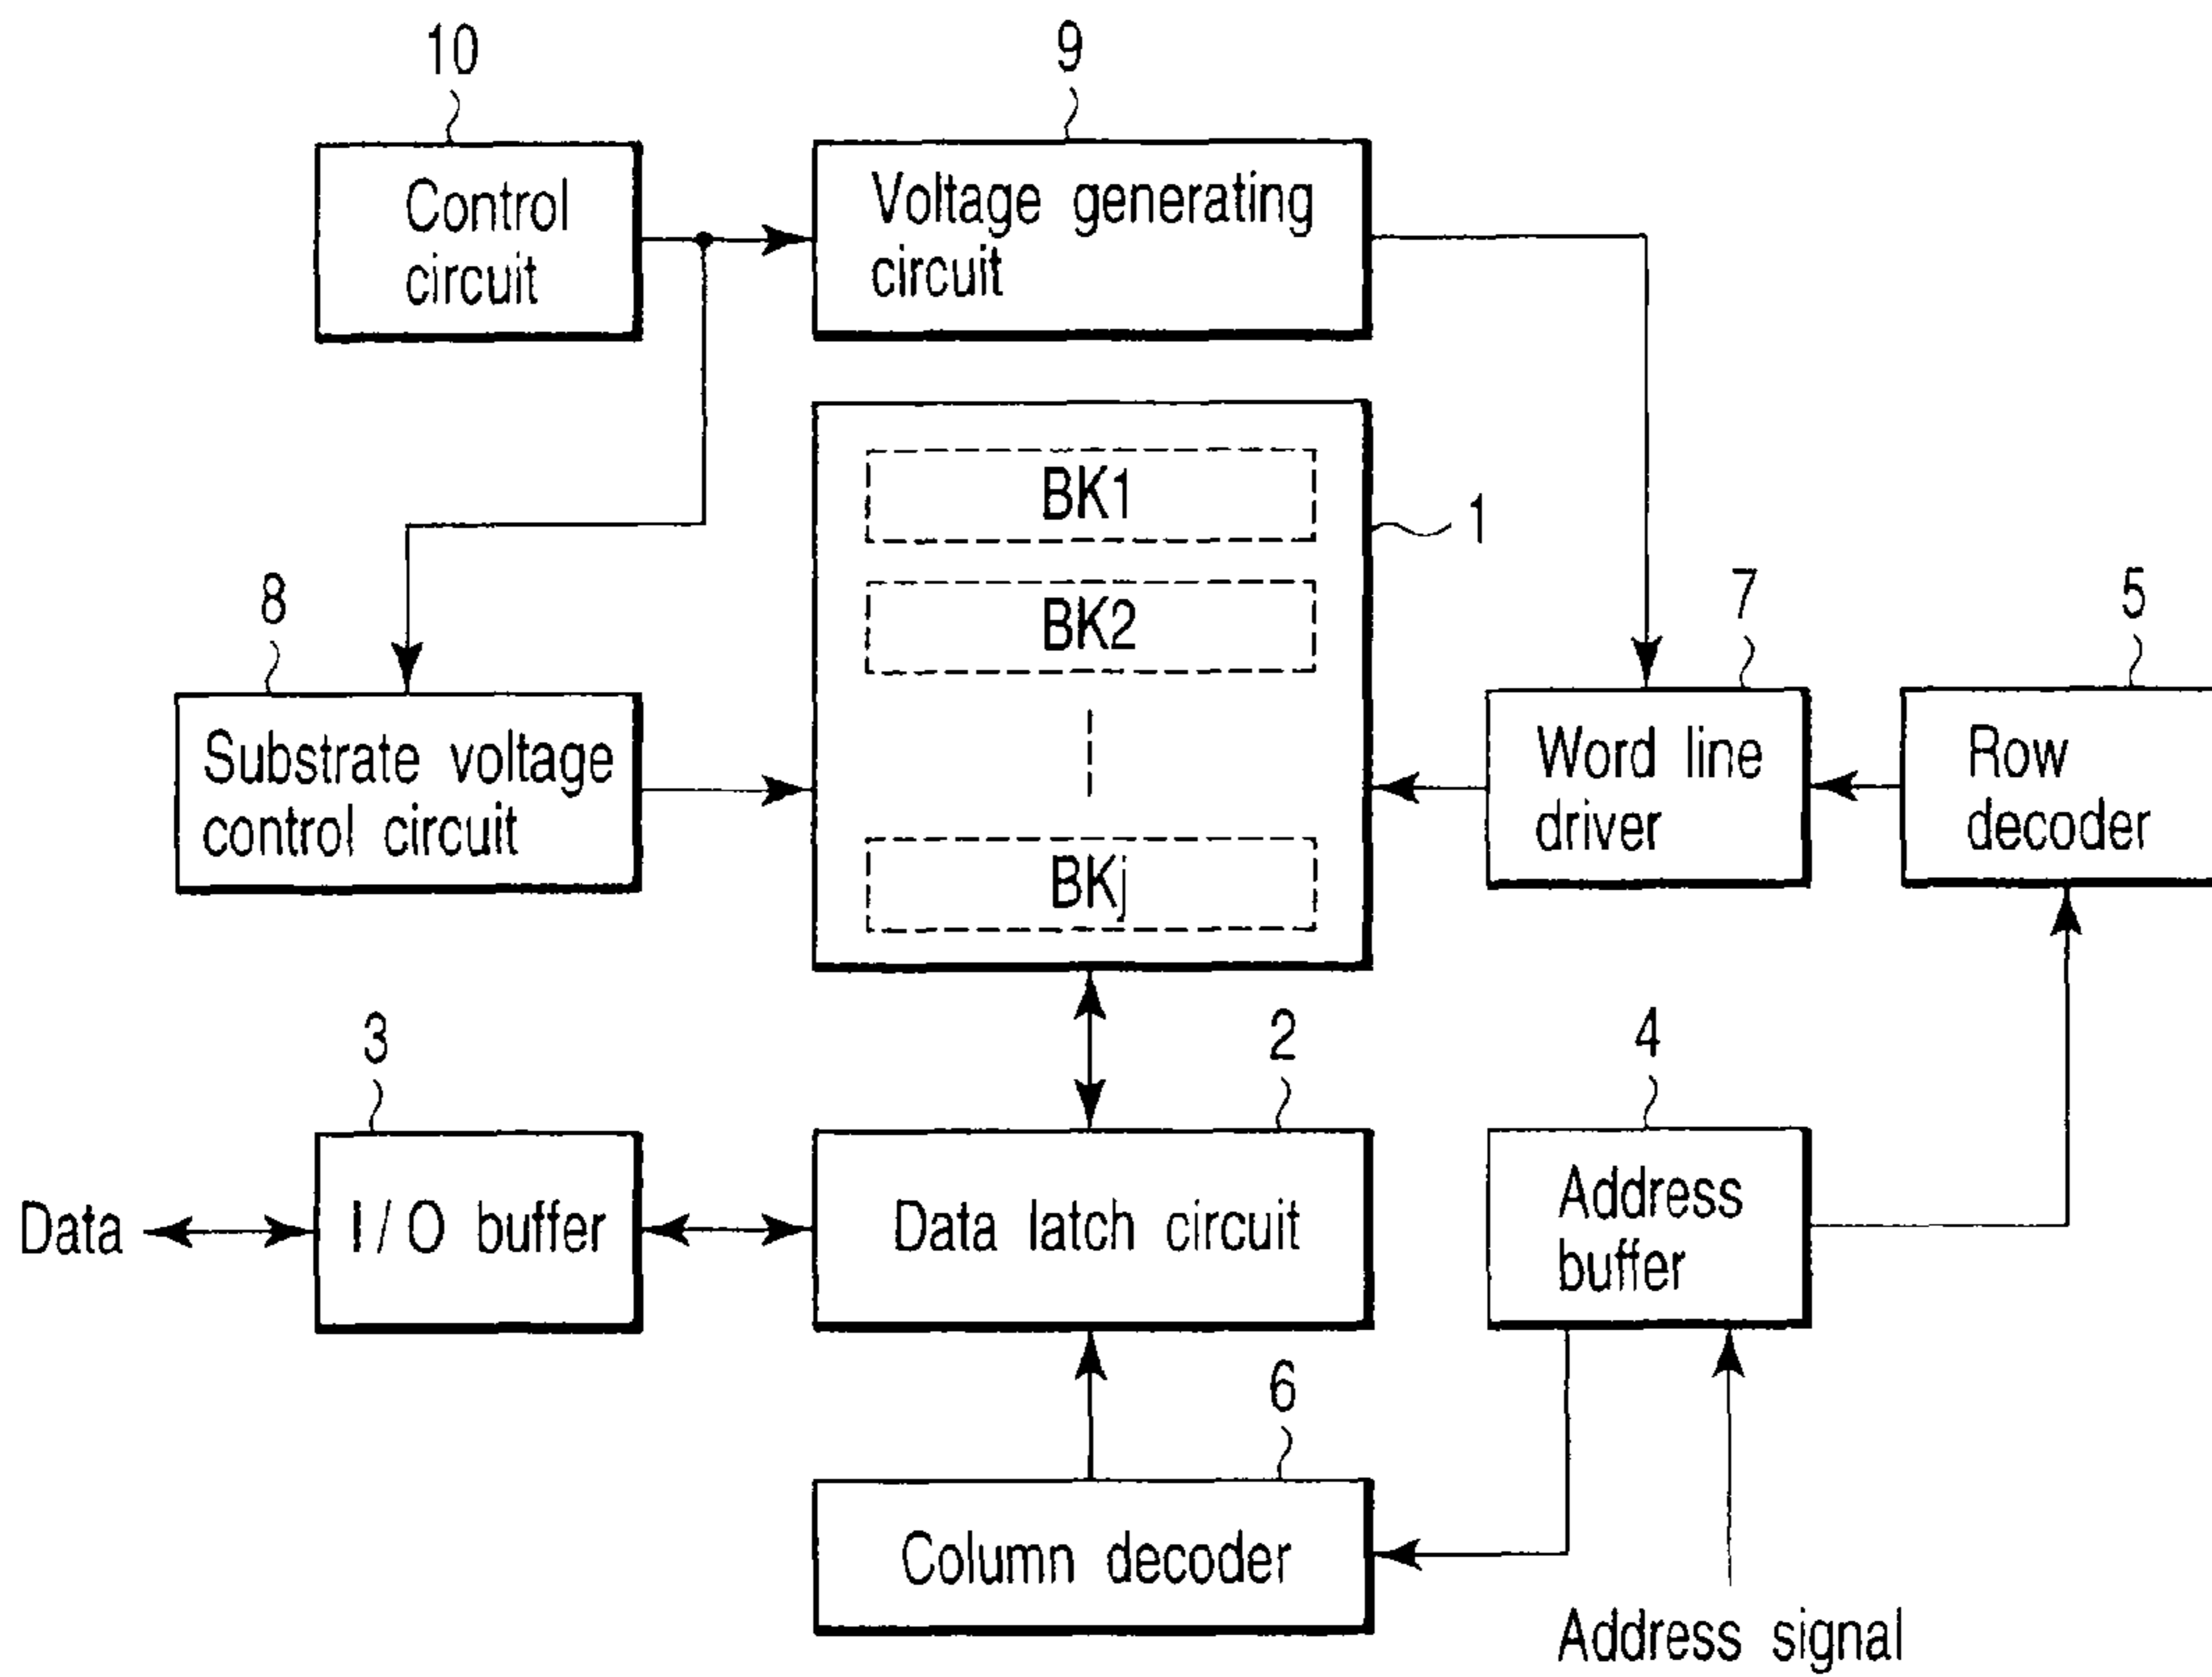 10
9
Control
circuit
Voltage generating
circuit
BK1
1
BK2
8
7
5
Substrate voltage
control circuit
Word line
driver
Row
decoder
BKj
3
2
4
Data
I/O buffer
Data latch circuit
Address
buffer
6
Column decoder
Address signal